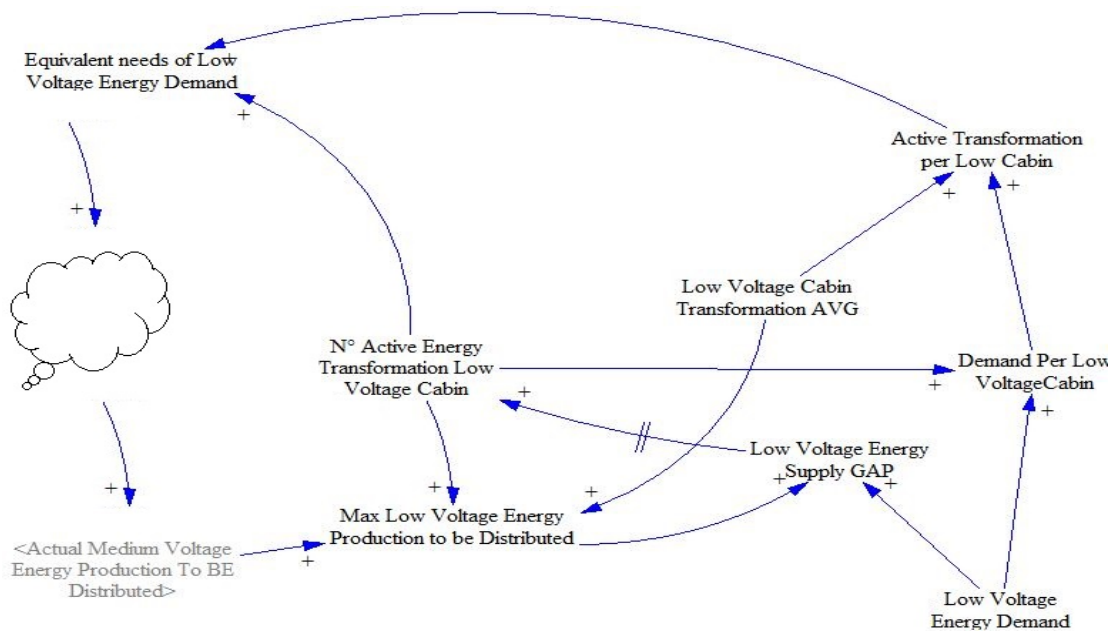 Equivalent needs of Low
Voltage Energy Demand
+
+
Active Transformation
per Low Cabin
+
+
+
Low Voltage Cabin
Transformation AVG
N° Active Energy
Transformation Low
Voltage Cabin
Demand Per Low
VoltageCabin
+
+
+
Low Voltage Energy
Supply GAP
+
+
+
+
+
Max Low Voltage Energy
Production to be Distributed
<Actual Medium Voltage
Energy Production To BE
Distributed>
+
Low Voltage
Energy Demand